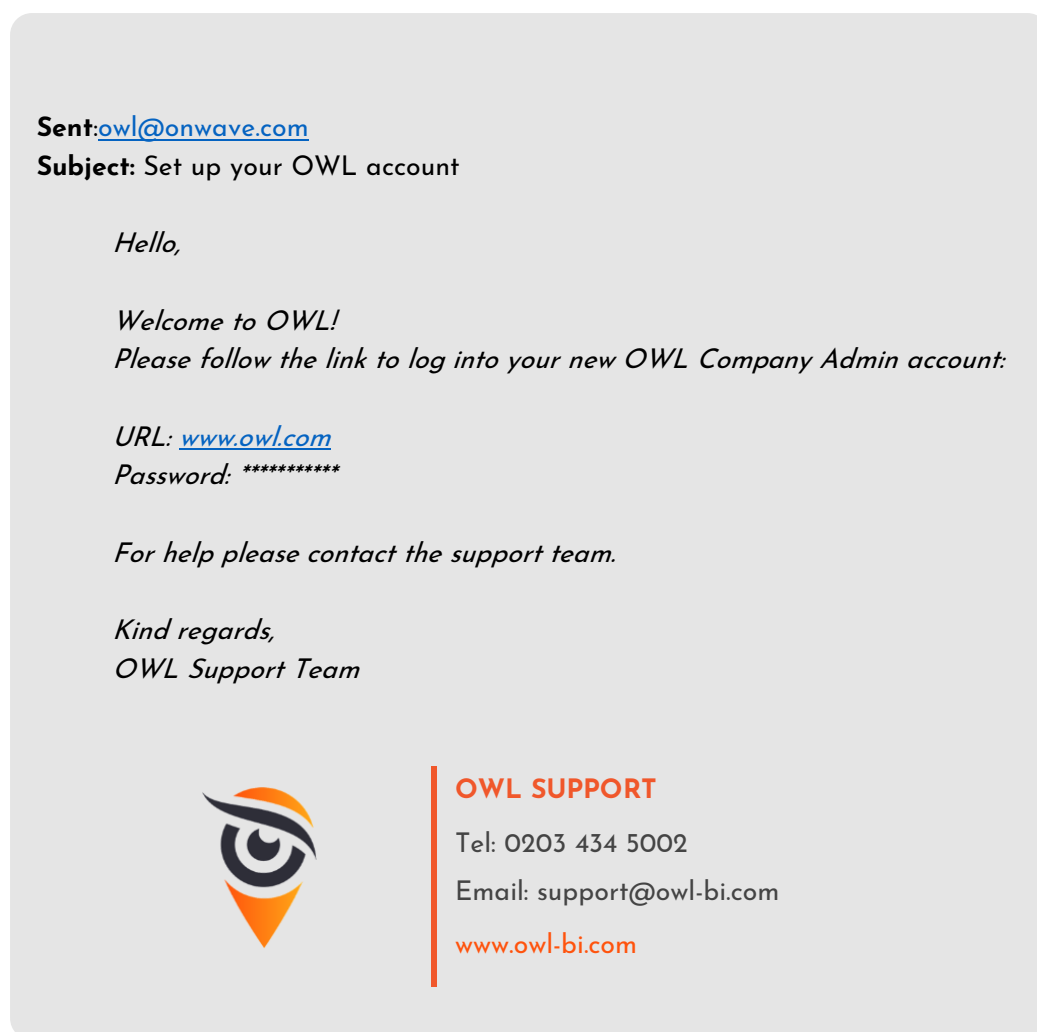 Sent:owl@onwave.com
Subject: Set up your OWL account
Hello,
Welcome to OWL!
Please follow the link to log into your new OWL Company Admin account:
URL: www.owl.com
Password: ***********
For help please contact the support team.
Kind regards,
OWL Support Team
OWL SUPPORT
Tel: 0203 434 5002
Email: support@owl-bi.com
www.owl-bi.com